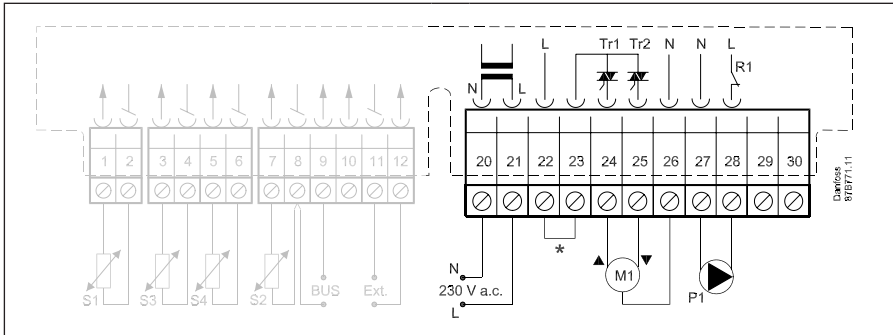 Tr1 Tr2 N N L
L
R1
N L
1 2 3 4 5 6 7 8 9 10 11 12
20 21 22 23 24 25 26 27 28 29 30
Danfoss
87B771.11
*
N
230 V a.c.
L
M1
P1
S1 S3 S4 S2 BUS Ext.